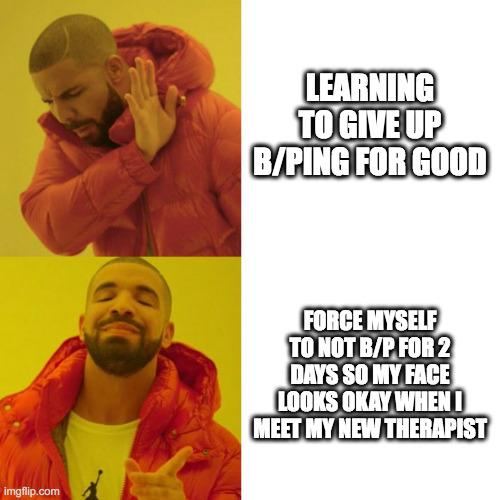 LEARNING
TO GIVE UP
B/PING FOR GOOD
FORCE MYSELF
TO NOT B/P FOR 2
DAYS SO MY FACE
LOOKS OKAY WHEN I
MEET MY NEW THERAPIST
imgflip.com